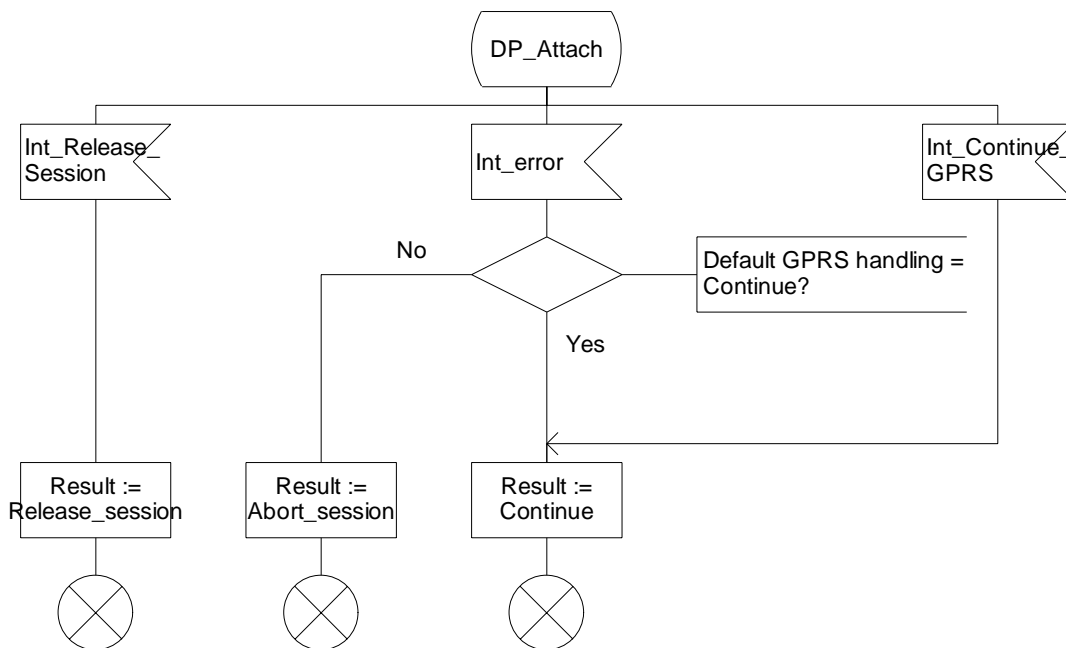 DP_Attach
Int_Release_
Session
Int_error
Int_Continue_
GPRS
No
Default GPRS handling =
Continue?
Yes
Result :=
Release_session
Result :=
Abort_session
Result :=
Continue